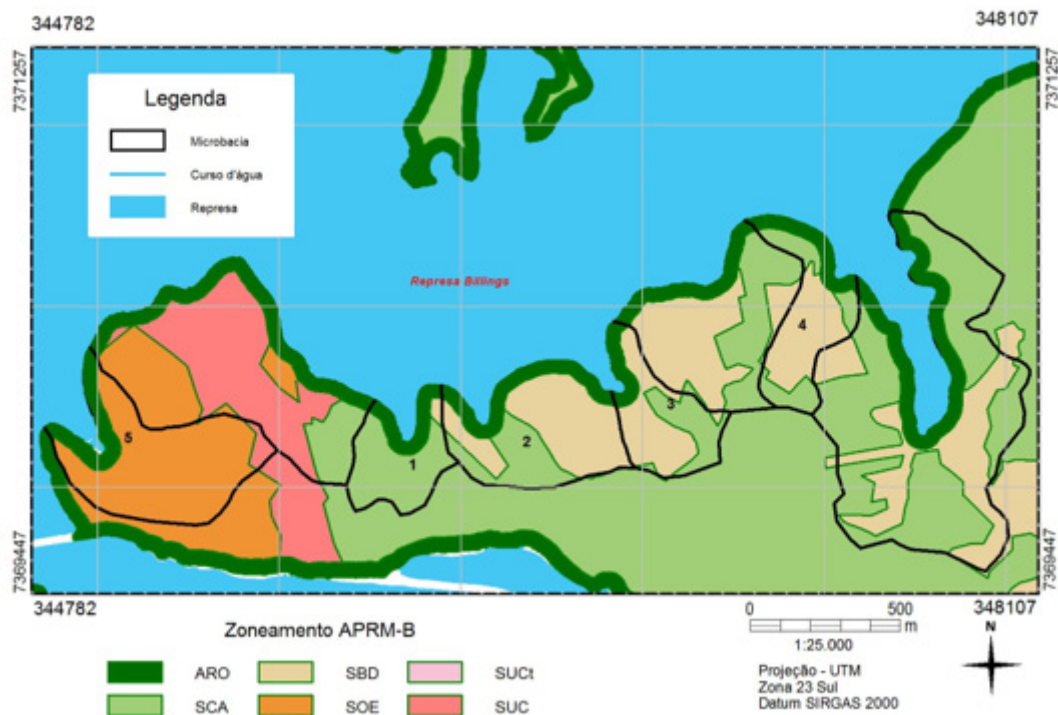 344782
348107
7371257
7371257
Legenda
Microbacia
Curso d'água
Represa
Represa Billings
4
3
5
2
1
7369447
7369447
344782
348107
0 500
m
1:25.000
N
Zoneamento APRM-B
ARO SBD SUCt
SCA SOE SUC
Projeção - UTM
Zona 23 Sul
Datum SIRGAS 2000